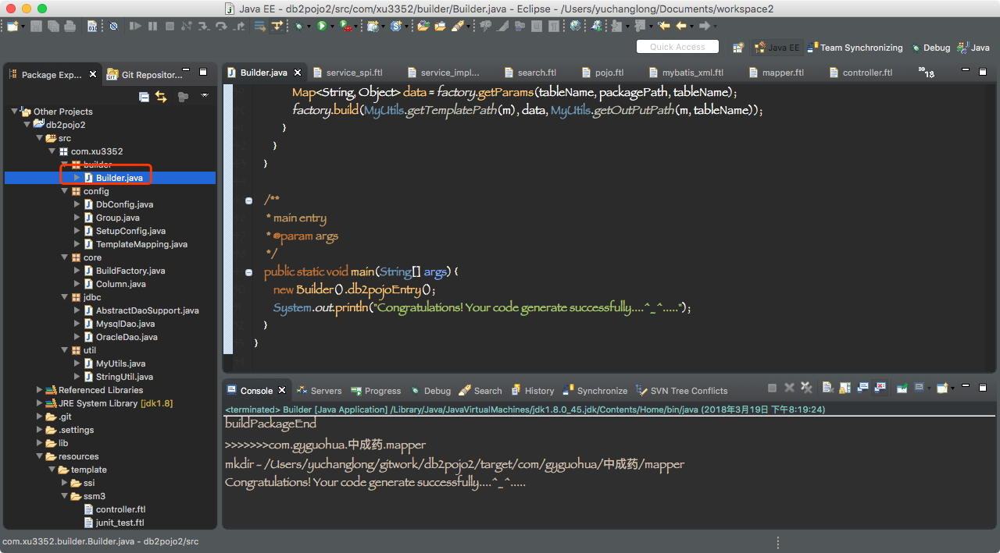 Java EE - db2pojo2/src/com/xu3352/builder/Builder.java - Eclipse - /Users/yuchanglong/Documents/workspace2
Quick Access
Java EE
Team Synchronizing
Debug
Java
Package Exp...
Git Repositor...
Other Projects
db2pojo2
src
com.xu3352
builder
Builder.java
config
DbConfig.java
Group.java
SetupConfig.java
TemplateMapping.java
core
BuildFactory.java
Column.java
jdbc
AbstractDaoSupport.java
MysqlDao.java
OracleDao.java
util
MyUtils.java
StringUtil.java
Referenced Libraries
JRE System Library [jdk1.8]
.git
.settings
lib
resources
template
ssi
ssm3
controller.ftl
junit_test.ftl
Builder.java
service_spi.ftl
service_impl...
search.ftl
pojo.ftl
mybatis_xml.ftl
mapper.ftl
controller.ftl
»18
Map<String, Object> data = factory.getParams(tableName, packagePath, tableName);
factory.build(MyUtils.getTemplatePath(m), data, MyUtils.getOutPutPath(m, tableName));
}
}
}
/**
* main entry
* @param args
*/
public static void main(String[] args) {
new Builder().db2pojoEntry();
System.out.println("Congratulations! Your code generate successfully....^_^.....");
}
}
Console
Servers
Progress
Debug
Search
History
Synchronize
SVN Tree Conflicts
<terminated> Builder [Java Application] /Library/Java/JavaVirtualMachines/jdk1.8.0_45.jdk/Contents/Home/bin/java (2018年3月19日 下午8:19:24)
buildPackageEnd
>>>>>>>com.gyguohua.中成药.mapper
mkdir - /Users/yuchanglong/gitwork/db2pojo2/target/com/gyguohua/中成药/mapper
Congratulations! Your code generate successfully....^_^.....
com.xu3352.builder.Builder.java - db2pojo2/src